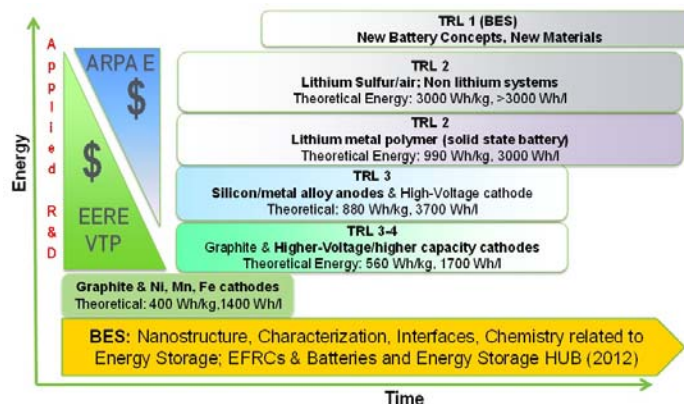 TRL 1 (BES)
New Battery Concepts, New Materials
TRL 2
Lithium Sulfur/air; Non lithium systems
Theoretical Energy: 3000 Wh/kg, >3000 Wh/l
TRL 2
Lithium metal polymer (solid state battery)
Theoretical Energy: 990 Wh/kg, 3000 Wh/l
TRL 3
Silicon/metal alloy anodes & High-Voltage cathode
Theoretical: 880 Wh/kg, 3700 Wh/l
TRL 3-4
Graphite & Higher-Voltage/higher capacity cathodes
Theoretical Energy: 560 Wh/kg, 1700 Wh/l
Graphite & Ni, Mn, Fe cathodes
Theoretical: 400 Wh/kg,1400 Wh/l
BES: Nanostructure, Characterization, Interfaces, Chemistry related to
Energy Storage; EFRCs & Batteries and Energy Storage HUB (2012)
Energy
Applied R&D
ARPA E
$
$
EERE
VTP
Time